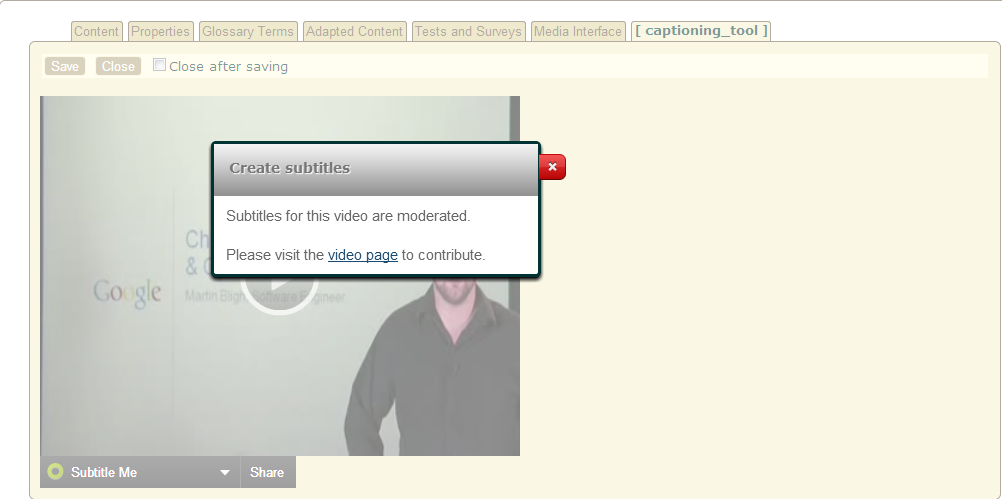 Content Properties Glossary Terms Adapted Content Tests and Surveys Media Interface [ captioning_tool ]
Save Close Close after saving
Create subtitles
Subtitles for this video are moderated.
Please visit the video page to contribute.
Ch
& C
Google
Martin Bligh, Software Engineer
Subtitle Me Share